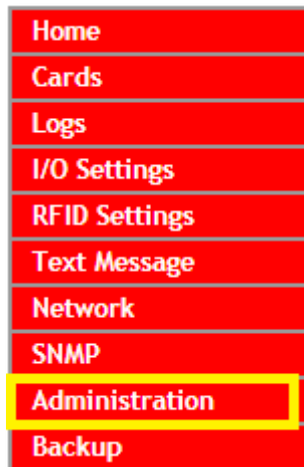 Home
Cards
Logs
I/O Settings
RFID Settings
Text Message
Network
SNMP
Administration
Backup